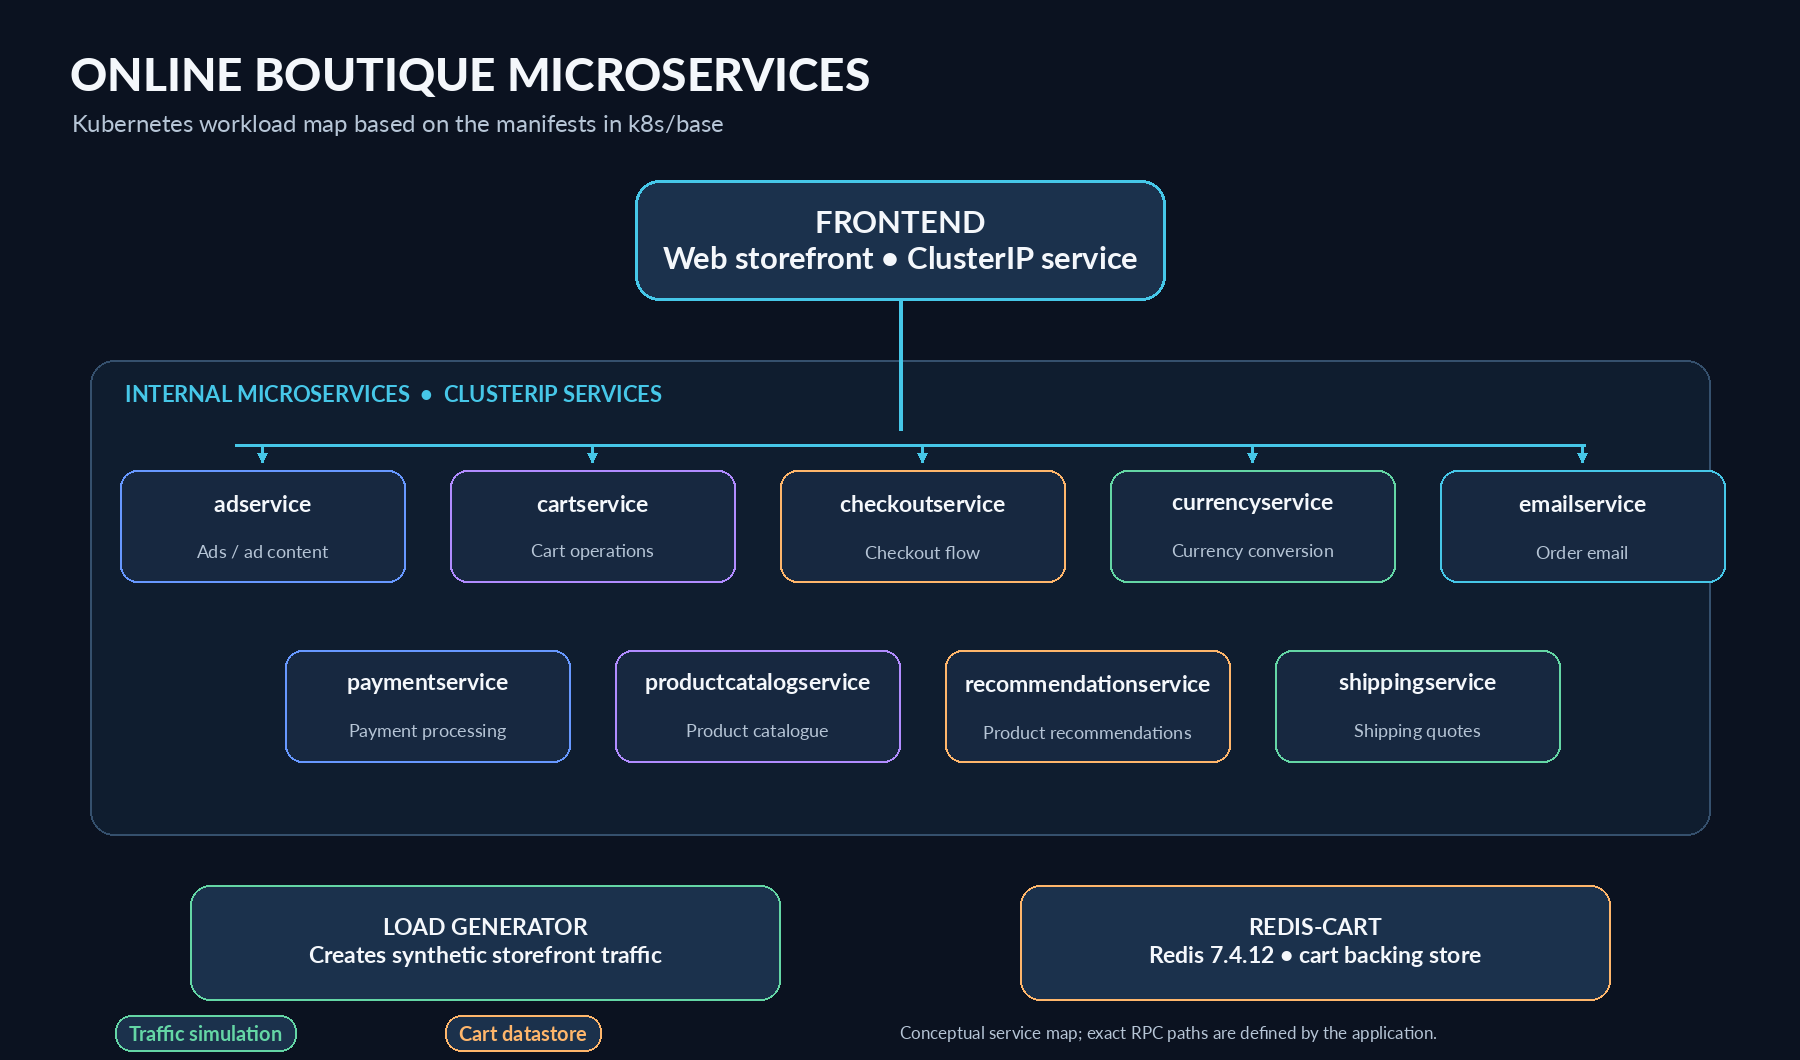 ONLINE BOUTIQUE MICROSERVICES
Kubernetes workload map based on the manifests in k8s/base
FRONTEND
Web storefront • ClusterIP service
INTERNAL MICROSERVICES • CLUSTERIP SERVICES
adservice
Ads / ad content
cartservice
Cart operations
checkoutservice
Checkout flow
currencyservice
Currency conversion
emailservice
Order email
paymentservice
Payment processing
productcatalogservice
Product catalogue
recommendationservice
Product recommendations
shippingservice
Shipping quotes
LOAD GENERATOR
Creates synthetic storefront traffic
REDIS-CART
Redis 7.4.12 • cart backing store
Traffic simulation
Cart datastore
Conceptual service map; exact RPC paths are defined by the application.